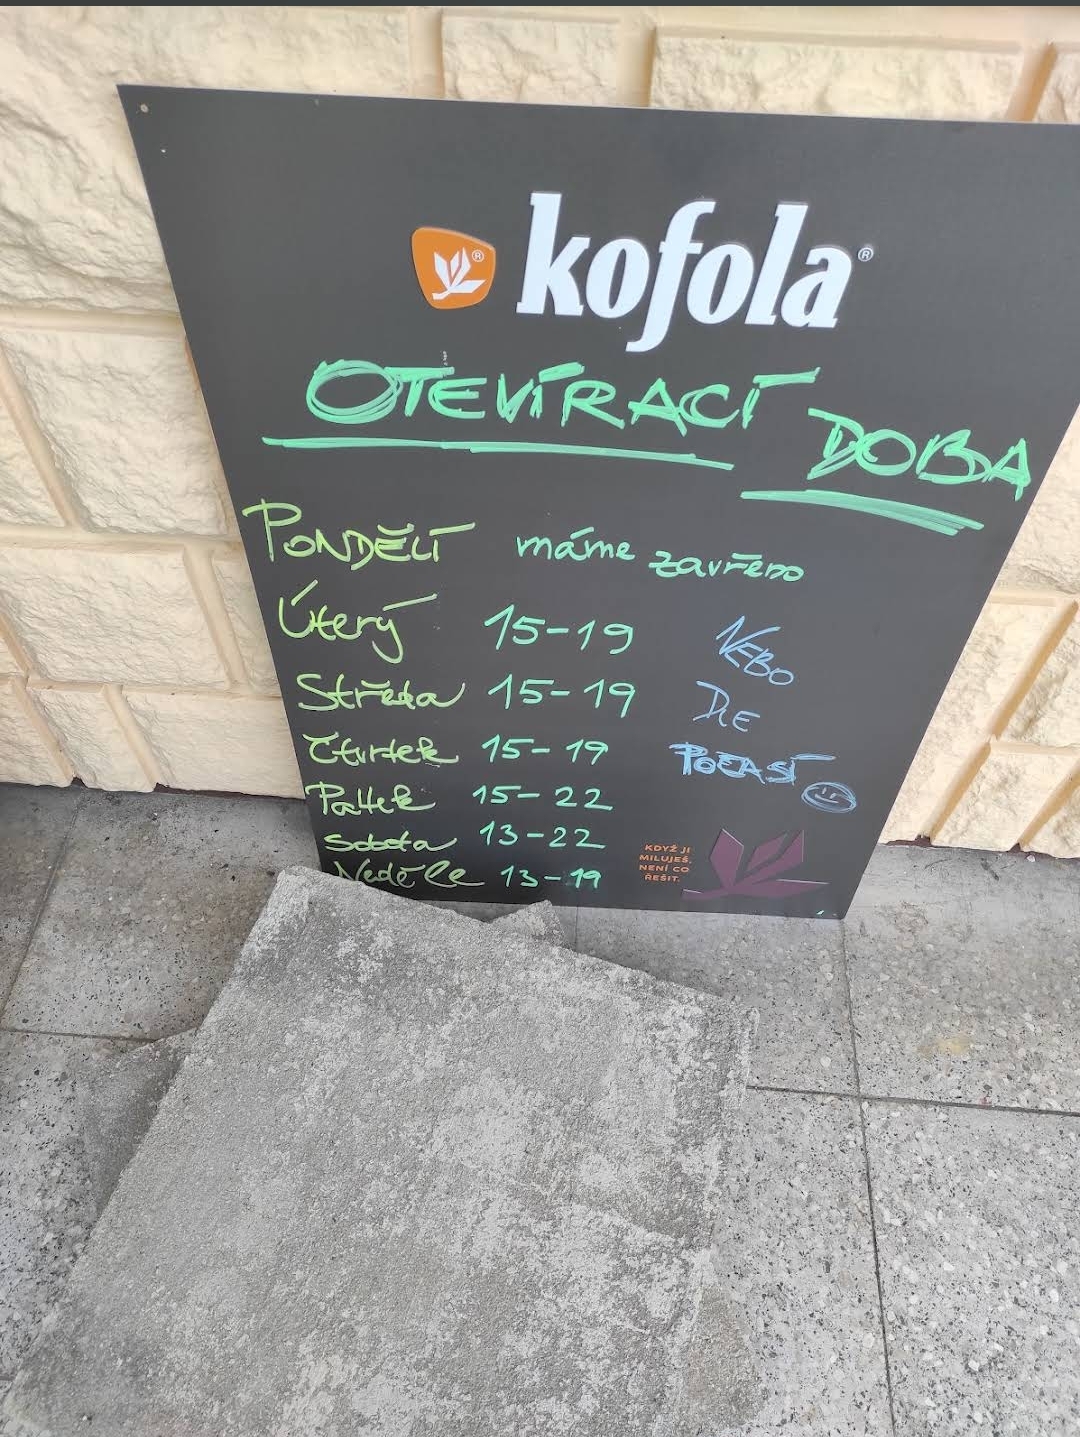 kofola®
OTEVÍRACÍ DOBA
PONDĚLÍ máme zavřeno
Úterý 15-19
Středa 15-19
Čtvrtek 15-19
Pátek 15-22
Sobota 13-22
Neděle 13-19
NEBO
DLE
POČASÍ
KDYŽ JI
MILUJEŠ,
NENÍ CO
ŘEŠIT.